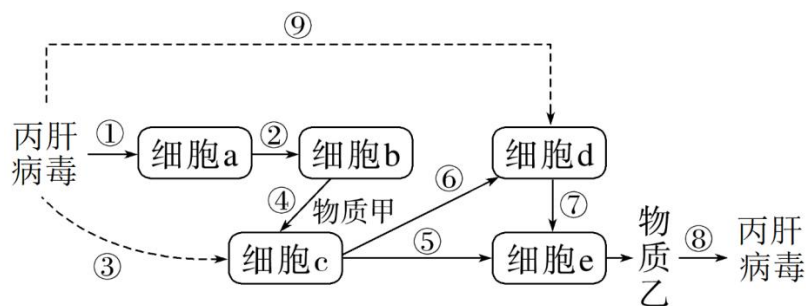 ⑨
丙肝
病毒
①
细胞a
②
细胞b
细胞d
④
物质甲
⑥
⑦
③
细胞c
⑤
细胞e
物
质
乙
⑧
丙肝
病毒